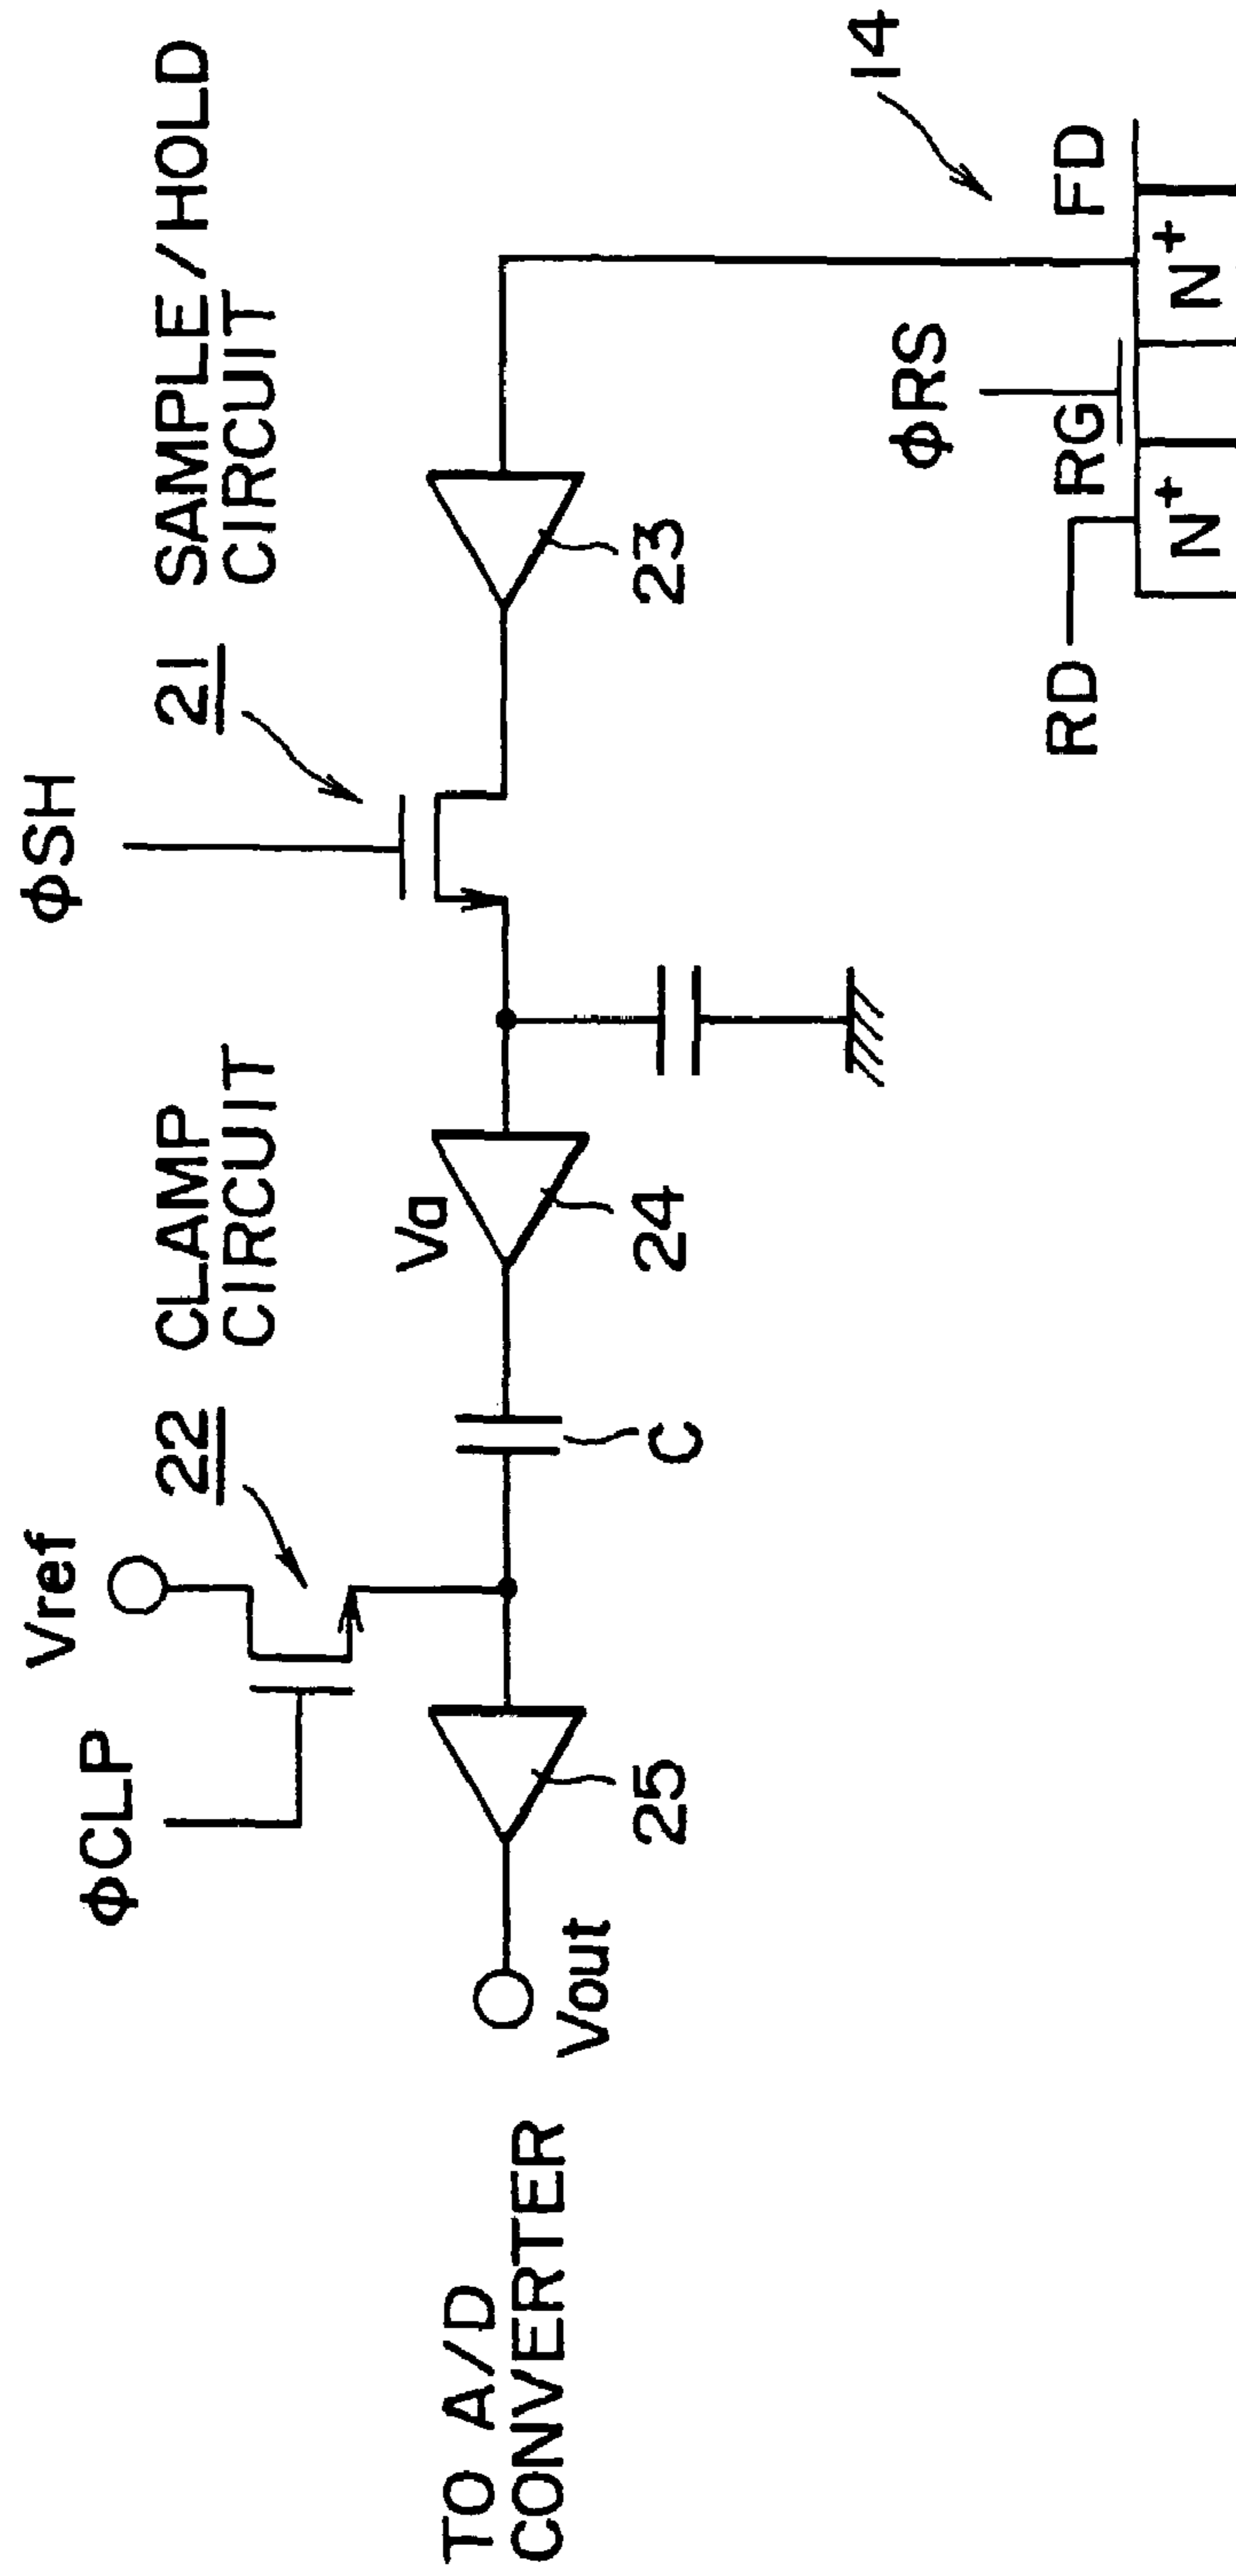 Vref
φCLP
φSH
22 CLAMP
CIRCUIT
21 SAMPLE/HOLD
CIRCUIT
Va
TO A/D
CONVERTER
Vout
25
C
24
23
14
φRS
RD
RG
FD
N+
N+